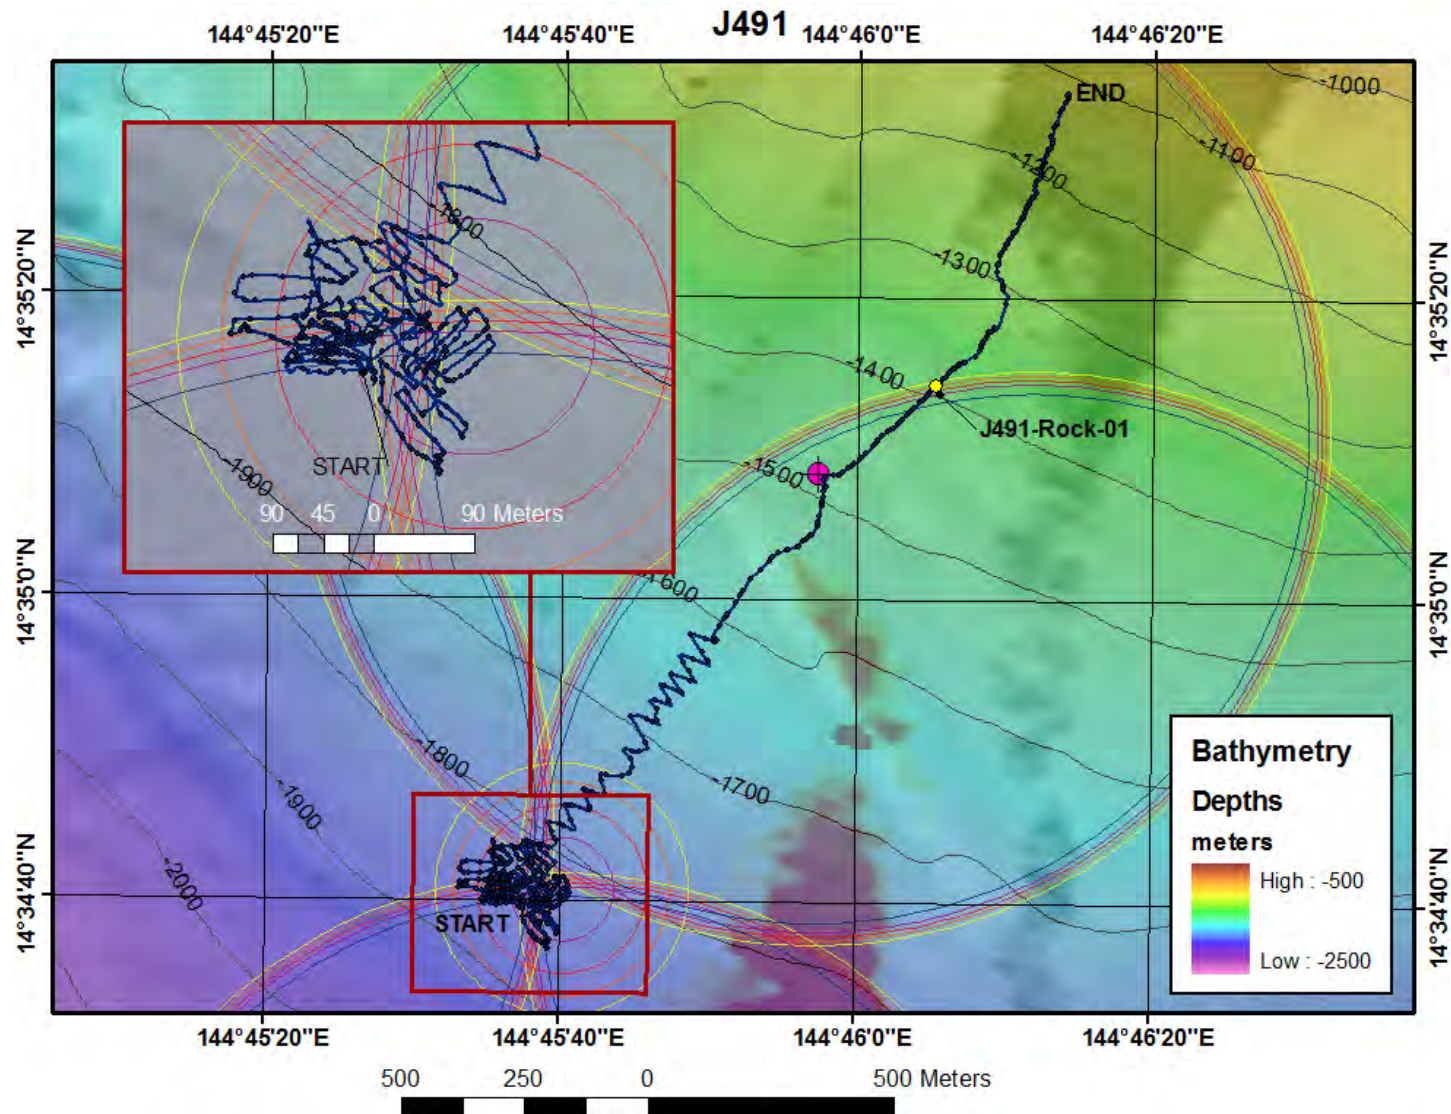 J491
144°45'20"E 144°45'40"E 144°46'0"E 144°46'20"E
END
-1000
-1100
-1200
-1300
-1400
J491-Rock-01
-1500
-1600
-1700
-1800
-1900
-2000
START
-1800
-1900
START
90 45 0 90 Meters
14°35'20"N
14°35'0"N
14°34'40"N
14°35'20"N
14°35'0"N
14°34'40"N
Bathymetry
Depths
meters
High : -500
Low : -2500
144°45'20"E 144°45'40"E 144°46'0"E 144°46'20"E
500 250 0 500 Meters